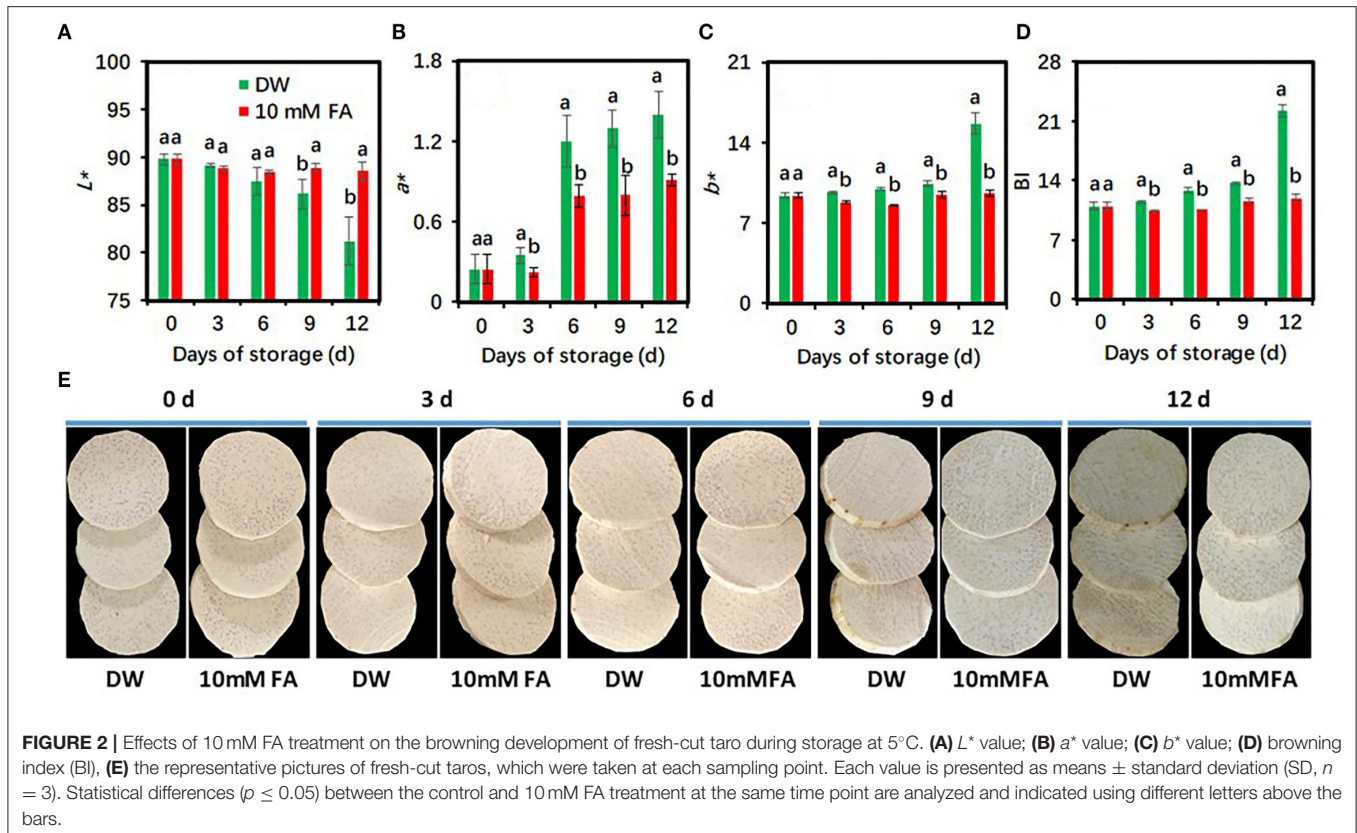 A
B
C
D
100
95
90
85
80
75
L*
DW
10 mM FA
aa
a a
a a
b a
b a
0 3 6 9 12
Days of storage (d)
1.8
1.2
0.6
0
a*
aa
a b
a b
a b
a b
0 3 6 9 12
Days of storage (d)
21
14
7
0
b*
a a
a b
a b
a b
a b
0 3 6 9 12
Days of storage (d)
28
21
14
7
0
BI
a a
a b
a b
a b
a b
0 3 6 9 12
Days of storage (d)
E
0 d 3 d 6 d 9 d 12 d
DW 10mM FA DW 10mM FA DW 10mMFA DW 10mMFA DW 10mMFA
FIGURE 2 | Effects of 10 mM FA treatment on the browning development of fresh-cut taro during storage at 5°C. (A) L* value; (B) a* value; (C) b* value; (D) browning
index (BI), (E) the representative pictures of fresh-cut taros, which were taken at each sampling point. Each value is presented as means ± standard deviation (SD, n
= 3). Statistical differences (p ≤ 0.05) between the control and 10 mM FA treatment at the same time point are analyzed and indicated using different letters above the
bars.